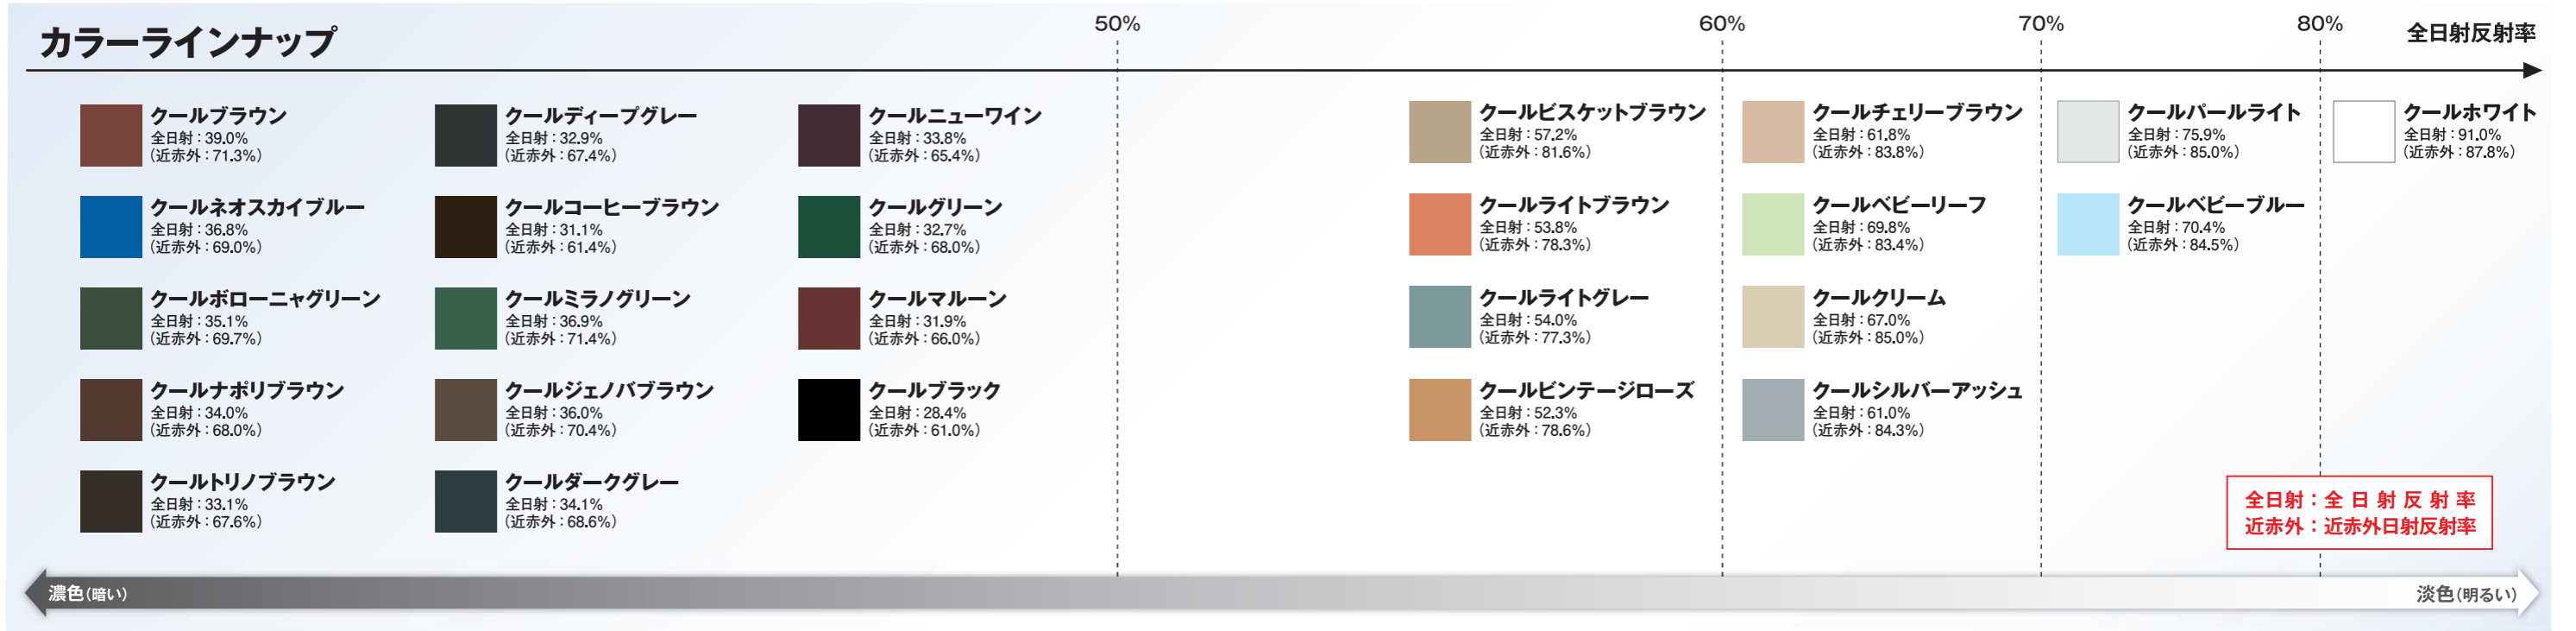 カラーラインナップ
50%
60%
70%
80%
全日射反射率
クールブラウン
全日射：39.0%
（近赤外：71.3%）
クールネオスカイブルー
全日射：36.8%
（近赤外：69.0%）
クールボローニャグリーン
全日射：35.1%
（近赤外：69.7%）
クールナポリブラウン
全日射：34.0%
（近赤外：68.0%）
クールトリノブラウン
全日射：33.1%
（近赤外：67.6%）
クールディープグレー
全日射：32.9%
（近赤外：67.4%）
クールコーヒーブラウン
全日射：31.1%
（近赤外：61.4%）
クールミラノグリーン
全日射：36.9%
（近赤外：71.4%）
クールジェノバブラウン
全日射：36.0%
（近赤外：70.4%）
クールダークグレー
全日射：34.1%
（近赤外：68.6%）
クールニューワイン
全日射：33.8%
（近赤外：65.4%）
クールグリーン
全日射：32.7%
（近赤外：68.0%）
クールマルーン
全日射：31.9%
（近赤外：66.0%）
クールブラック
全日射：28.4%
（近赤外：61.0%）
クールビスケットブラウン
全日射：57.2%
（近赤外：81.6%）
クールライトブラウン
全日射：53.8%
（近赤外：78.3%）
クールライトグレー
全日射：54.0%
（近赤外：77.3%）
クールビンテージローズ
全日射：52.3%
（近赤外：78.6%）
クールチェリーブラウン
全日射：61.8%
（近赤外：83.8%）
クールベビーリーフ
全日射：69.8%
（近赤外：83.4%）
クールクリーム
全日射：67.0%
（近赤外：85.0%）
クールシルバーアッシュ
全日射：61.0%
（近赤外：84.3%）
クールパールライト
全日射：75.9%
（近赤外：85.0%）
クールベビーブルー
全日射：70.4%
（近赤外：84.5%）
クールホワイト
全日射：91.0%
（近赤外：87.8%）
全日射：全日射反射率
近赤外：近赤外日射反射率
濃色（暗い）
淡色（明るい）